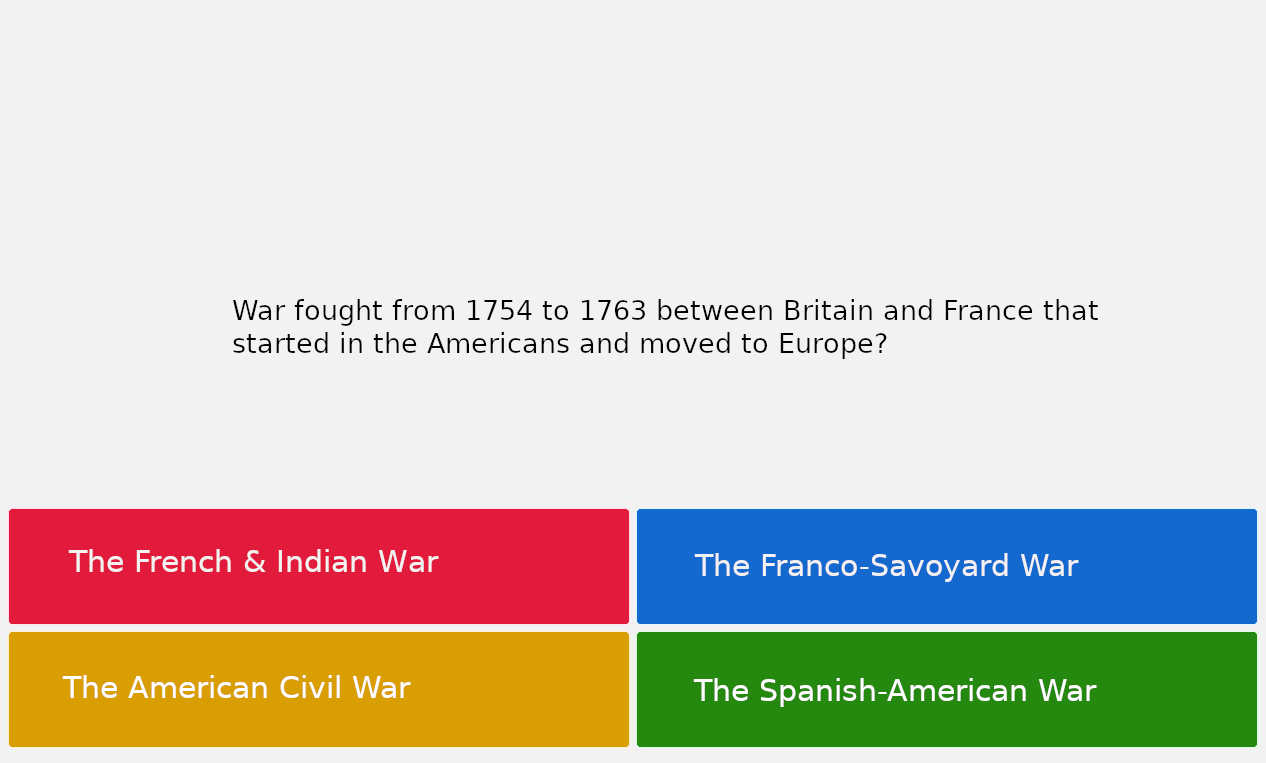 War fought from 1754 to 1763 between Britain and France that
started in the Americans and moved to Europe?
The French & Indian War
The Franco-Savoyard War
The American Civil War
The Spanish-American War